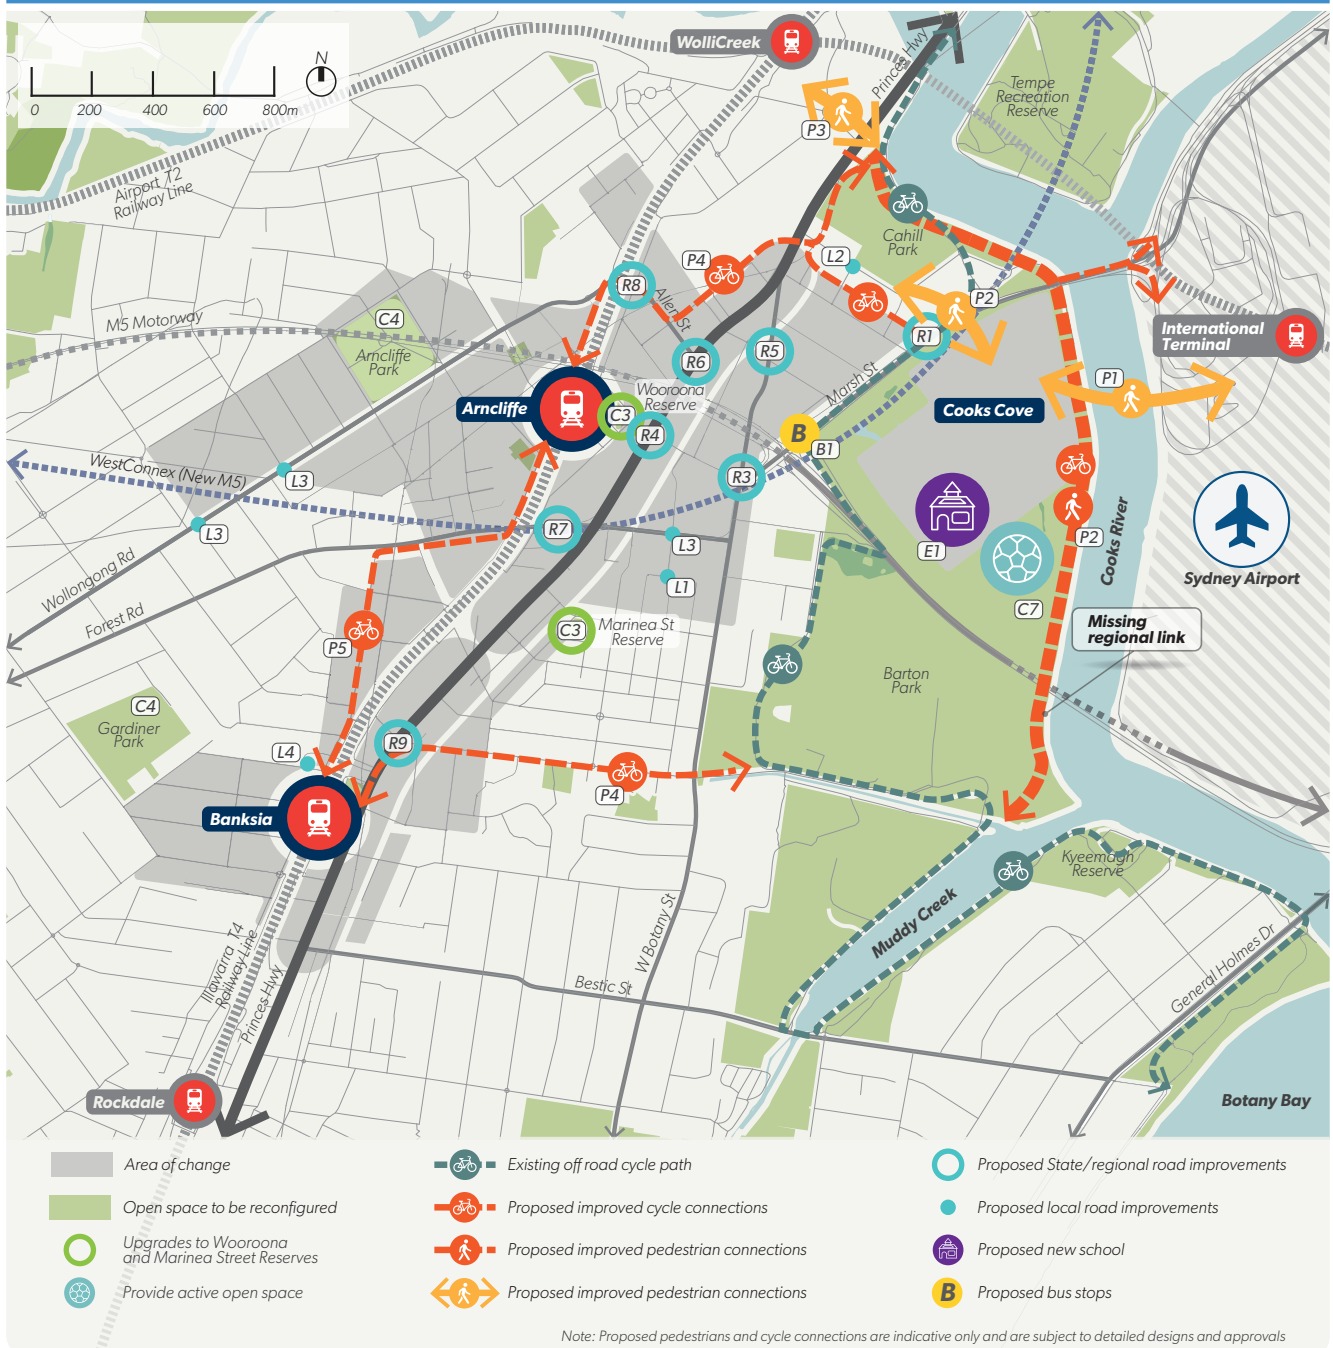 WolliCreek
N
0 200 400 600 800m
Princes Hwy
Tempe
Recreation
Reserve
P3
Airport T2
Railway Line
Cahill
Park
L2
P4
R8
P2
Allen St
R1
M5 Motorway
C4
Arncliffe
Park
R6
R5
International
Terminal
Wooroona
Reserve
Marsh St
P1
Arncliffe
C3
R4
Cooks Cove
B
B1
WestConnex (New M5)
L3
R3
L3
R7
L3
E1
P2
Cooks River
Sydney Airport
L1
C7
Wollongong Rd
Forest Rd
C3
Marinea St
Reserve
Missing
regional link
P5
Barton
Park
C4
Gardiner
Park
L4
R9
P4
Banksia
Kyeemagh
Reserve
Muddy Creek
W Botany St
Illawarra T4
Railway Line
Princes Hwy
Bestic St
General Holmes Dr
Rockdale
Botany Bay
Area of change
Open space to be reconfigured
Upgrades to Wooroona
and Marinea Street Reserves
Provide active open space
Existing off road cycle path
Proposed improved cycle connections
Proposed improved pedestrian connections
Proposed improved pedestrian connections
Proposed State/regional road improvements
Proposed local road improvements
Proposed new school
B
Proposed bus stops
Note: Proposed pedestrians and cycle connections are indicative only and are subject to detailed designs and approvals